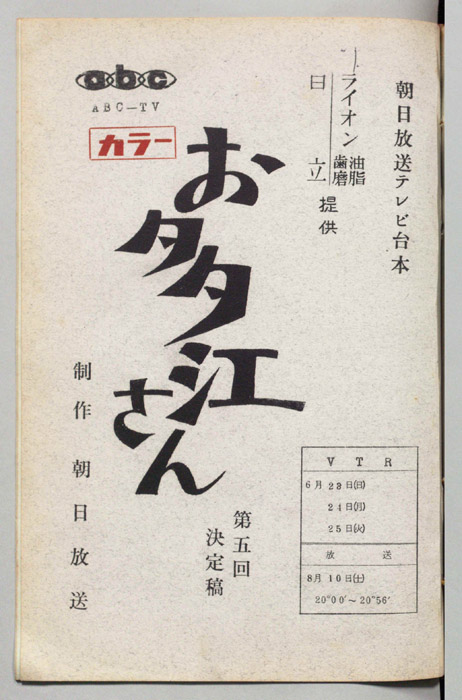 朝日放送テレビ台本
ライオン
油脂
歯磨
日立
提供
abc
ABC-TV
カラー
お多江さん
第五回
決定稿
制作 朝日放送
VTR
6月23日(日)
24日(月)
25日(火)
放送
8月10日(土)
20°00'~20°56'